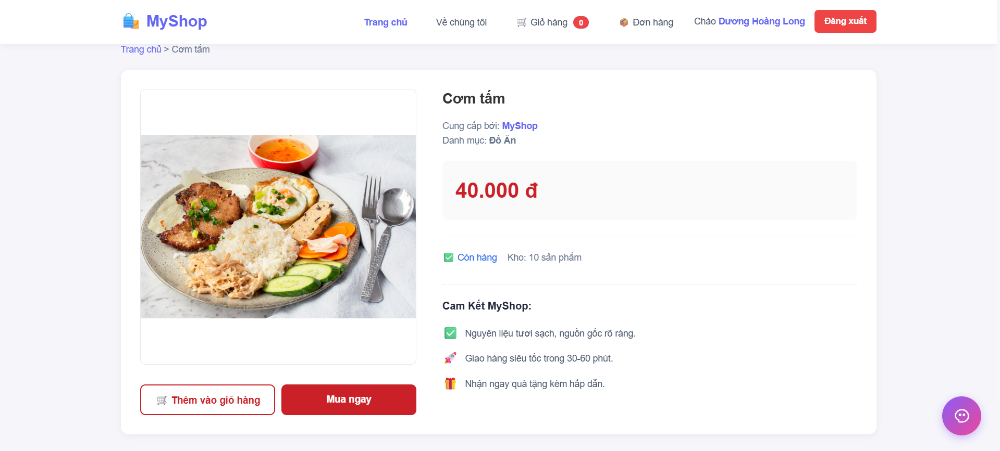 MyShop
Trang chủ
Về chúng tôi
Giỏ hàng 0
Đơn hàng
Chào Dương Hoàng Long
Đăng xuất
Trang chủ > Cơm tấm
Cơm tấm
Cung cấp bởi: MyShop
Danh mục: Đồ Ăn
40.000 đ
Còn hàng Kho: 10 sản phẩm
Cam Kết MyShop:
Nguyên liệu tươi sạch, nguồn gốc rõ ràng.
Giao hàng siêu tốc trong 30-60 phút.
Nhận ngay quà tặng kèm hấp dẫn.
Thêm vào giỏ hàng
Mua ngay